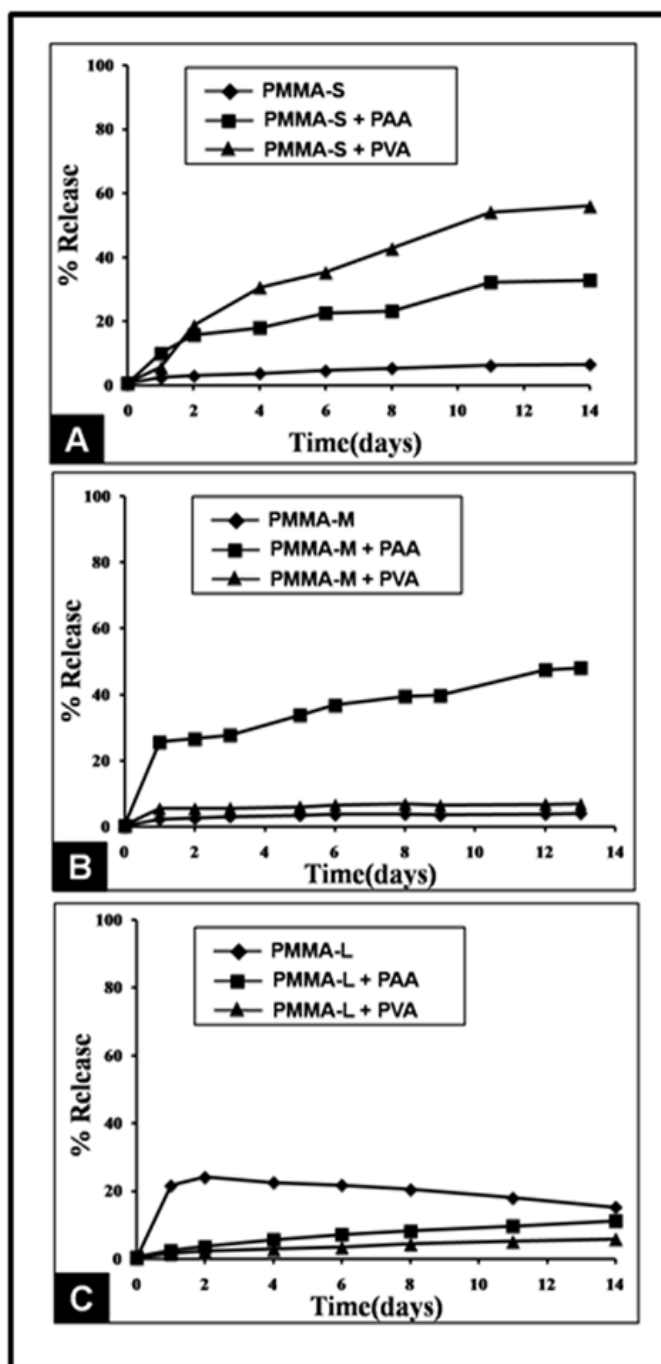 100
80
60
40
20
0
% Release
PMMA-S
PMMA-S + PAA
PMMA-S + PVA
0 2 4 6 8 10 12 14
Time(days)
A
100
80
60
40
20
0
% Release
PMMA-M
PMMA-M + PAA
PMMA-M + PVA
0 2 4 6 8 10 12 14
Time(days)
B
100
80
60
40
20
0
% Release
PMMA-L
PMMA-L + PAA
PMMA-L + PVA
0 2 4 6 8 10 12 14
Time(days)
C